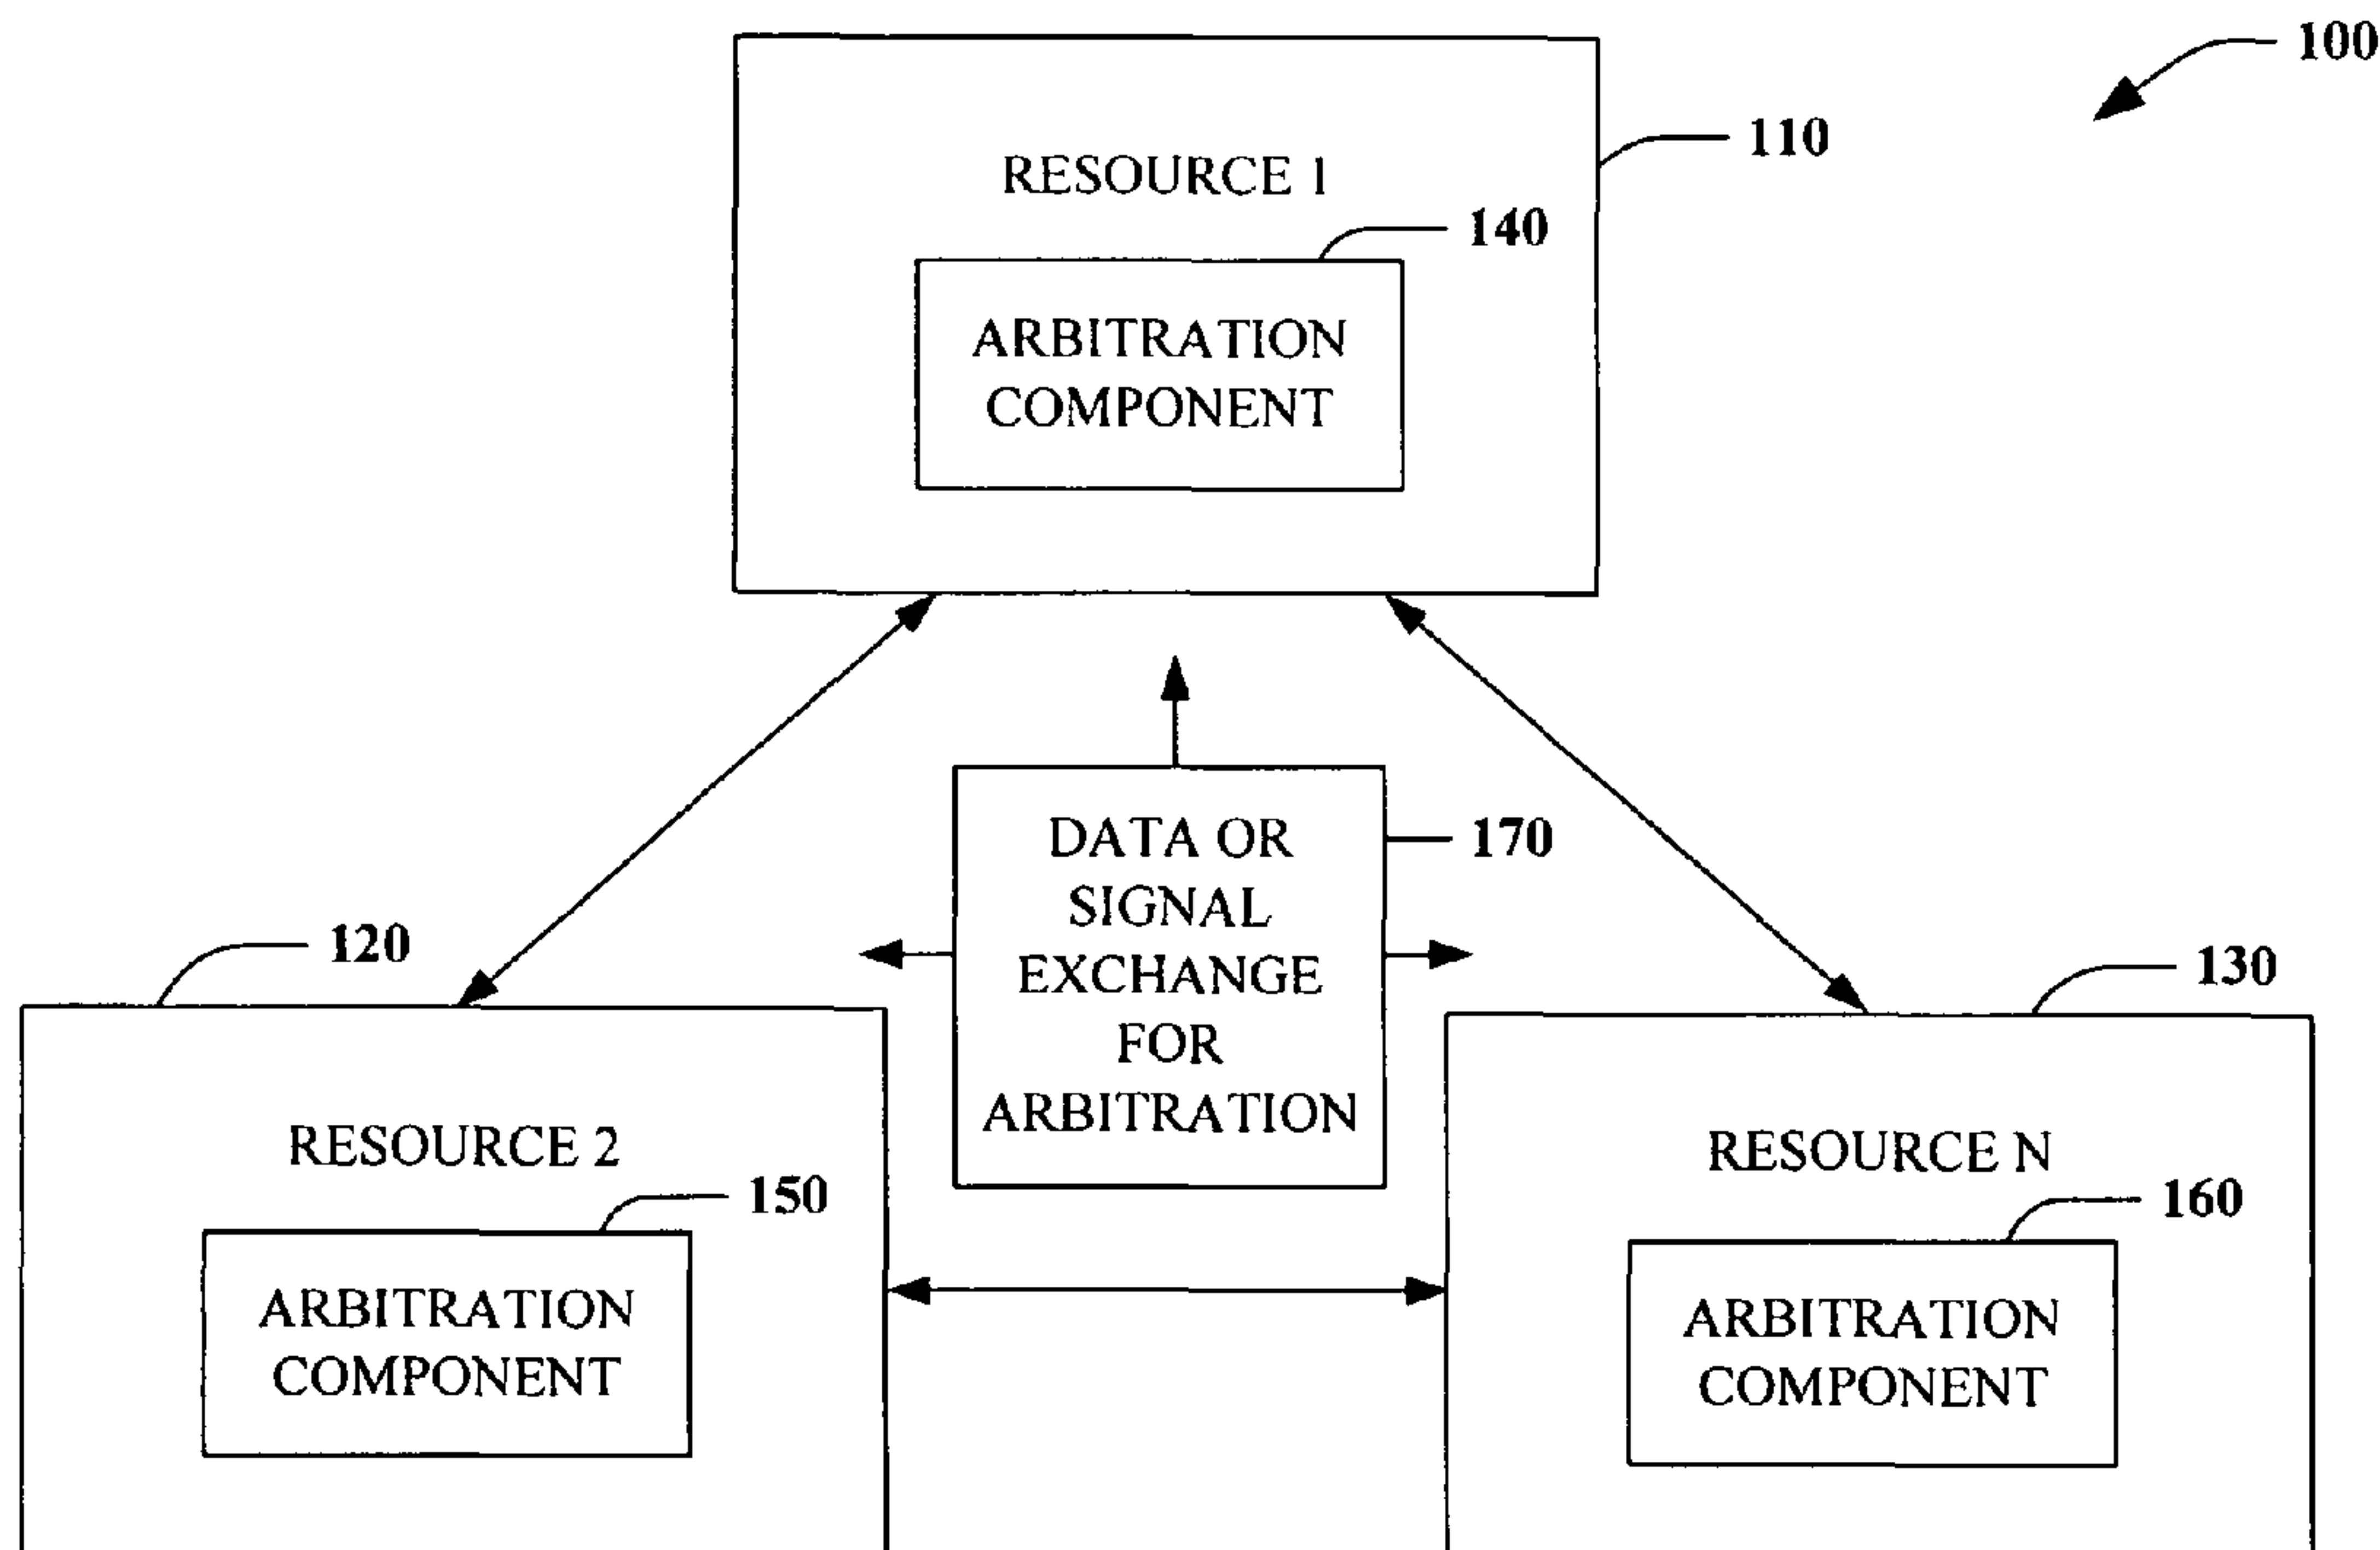 100
110
RESOURCE 1
140
ARBITRATION
COMPONENT
DATA OR
SIGNAL
EXCHANGE
FOR
ARBITRATION
170
120
130
RESOURCE 2
150
ARBITRATION
COMPONENT
RESOURCE N
160
ARBITRATION
COMPONENT